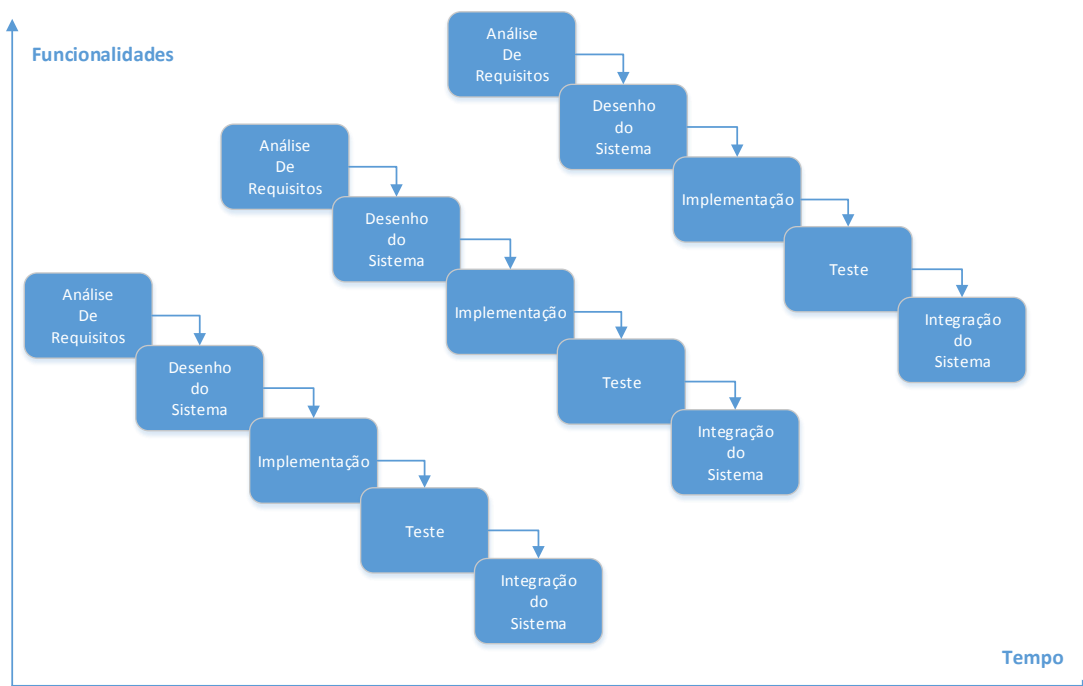 Funcionalidades
Análise
De
Requisitos
Desenho
do
Sistema
Implementação
Teste
Integração
do
Sistema
Análise
De
Requisitos
Desenho
do
Sistema
Implementação
Teste
Integração
do
Sistema
Análise
De
Requisitos
Desenho
do
Sistema
Implementação
Teste
Integração
do
Sistema
Tempo